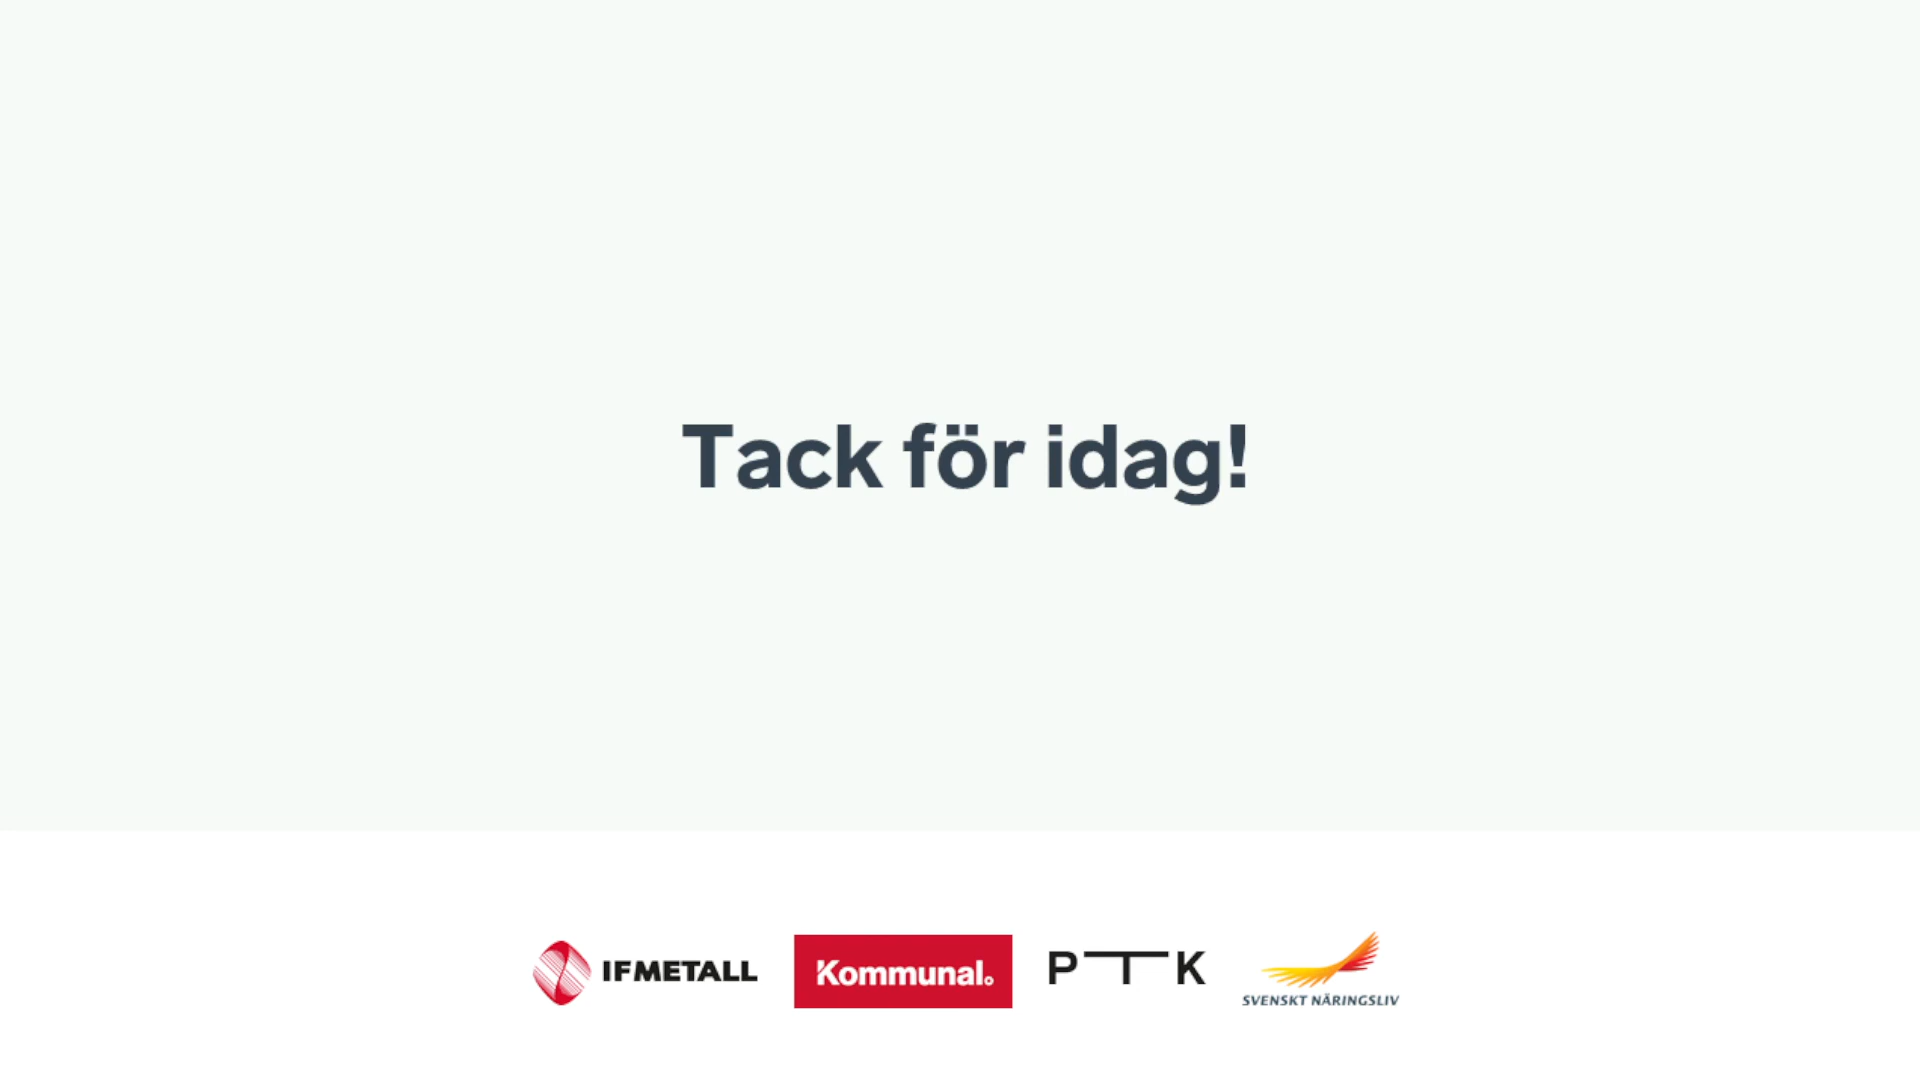 Tack för idag!
IFMETALL
Kommunal.
PTK
SVENSKT NÄRINGSLIV